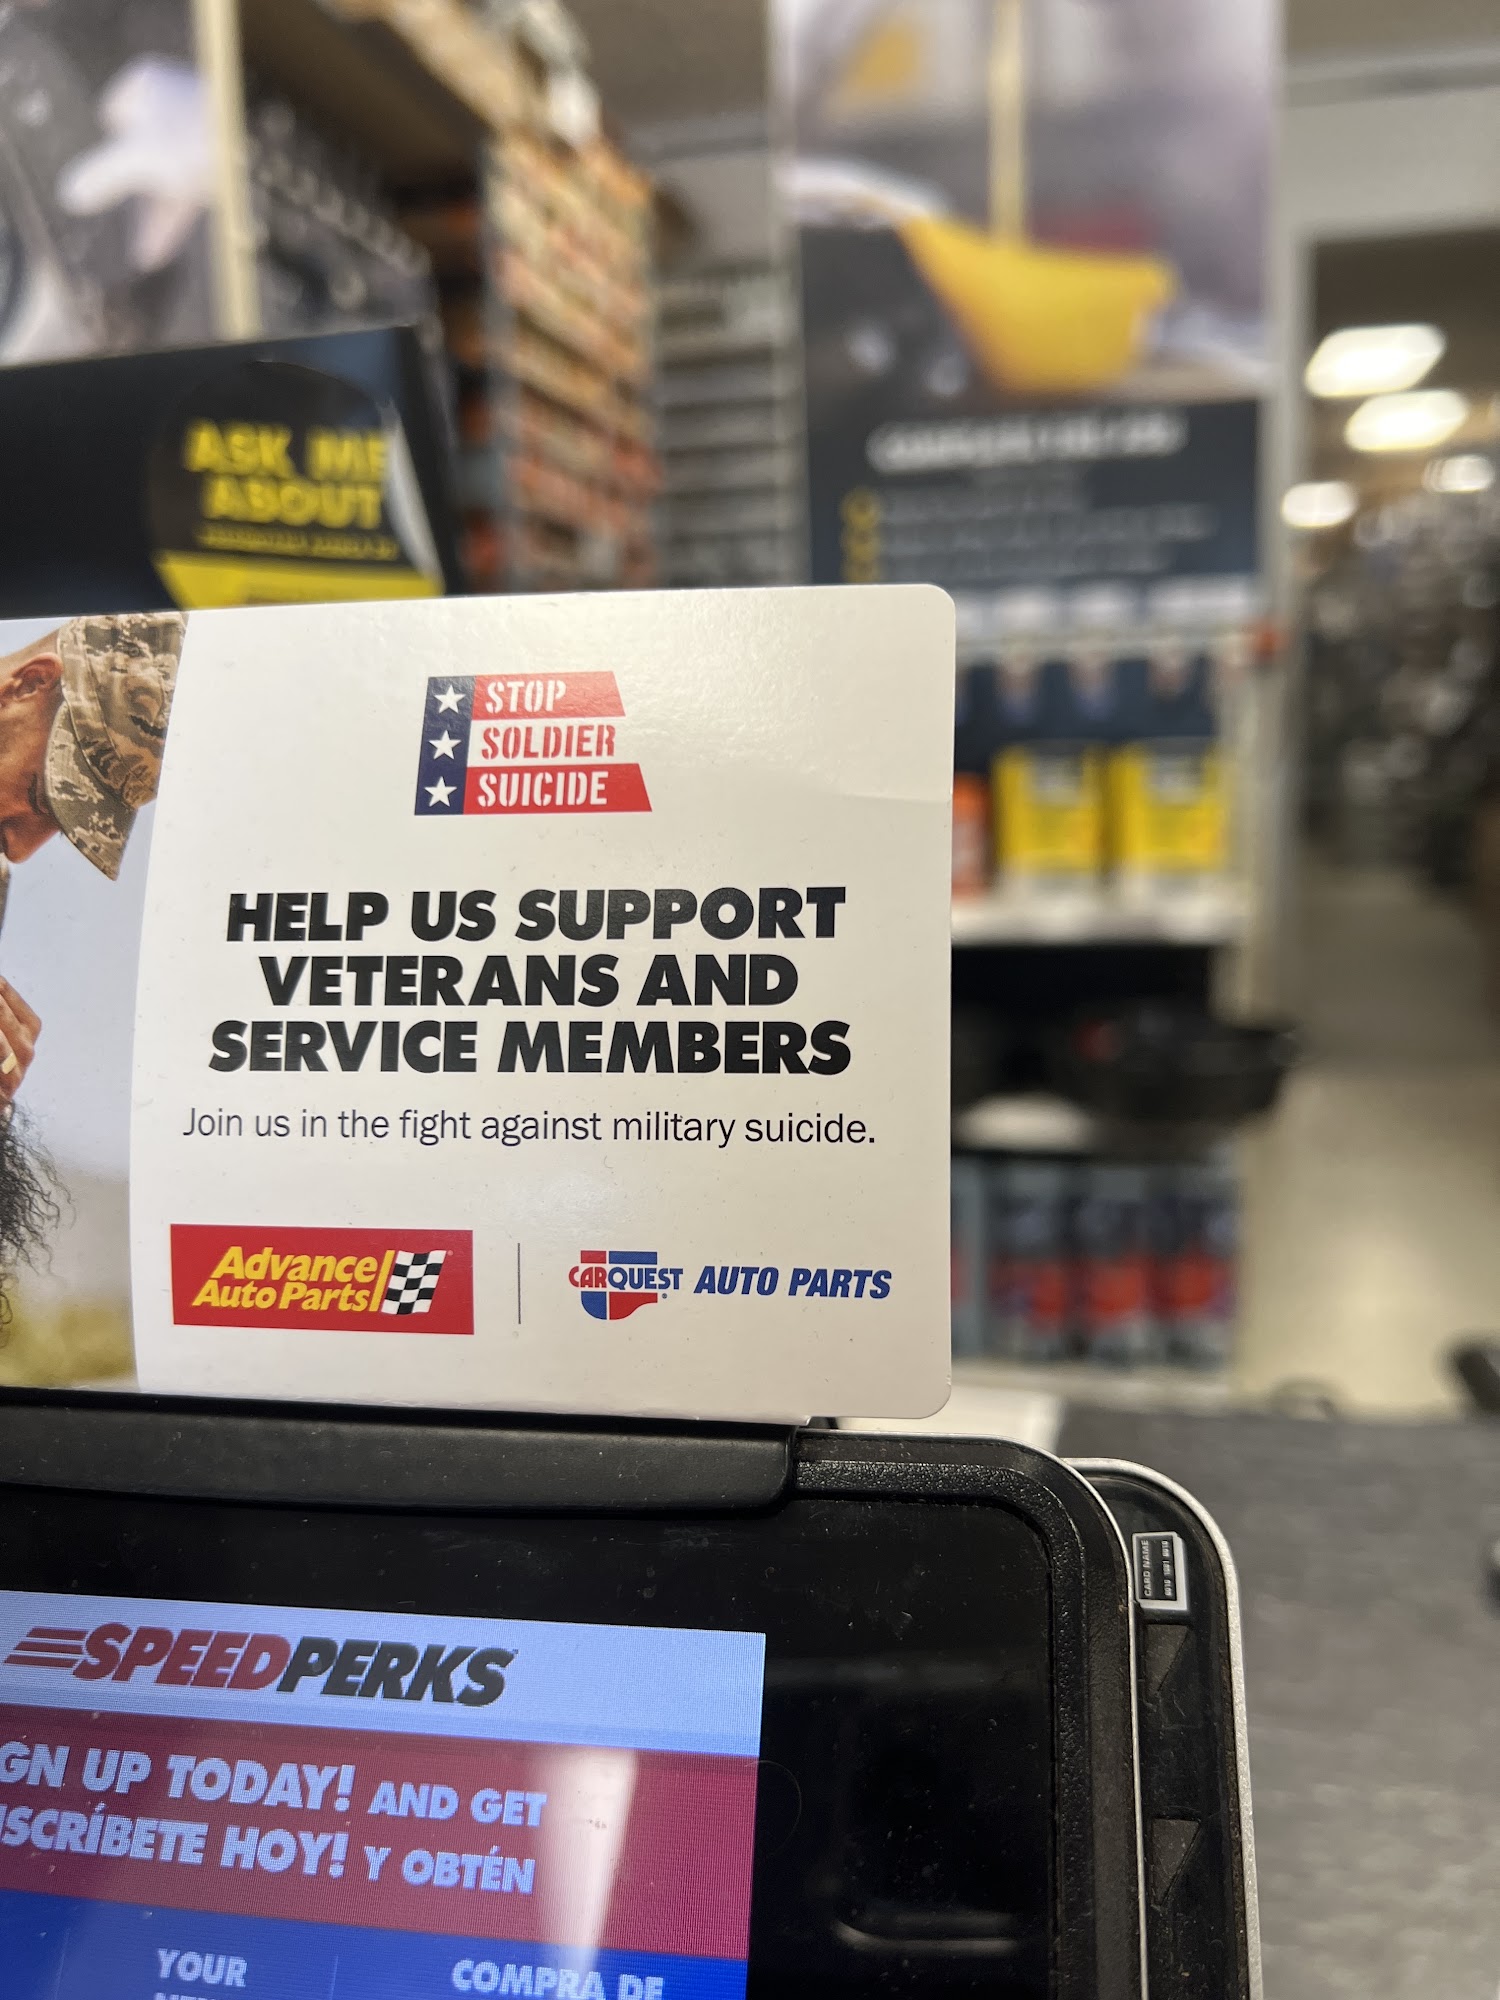 ASK ME
ABOUT
STOP
SOLDIER
SUICIDE
HELP US SUPPORT
VETERANS AND
SERVICE MEMBERS
Join us in the fight against military suicide.
Advance
Auto Parts
CARQUEST AUTO PARTS
CARD NAME
SPEEDPERKS
GN UP TODAY! AND GET
SCRÍBETE HOY! Y OBTÉN
YOUR
COMPRA DE